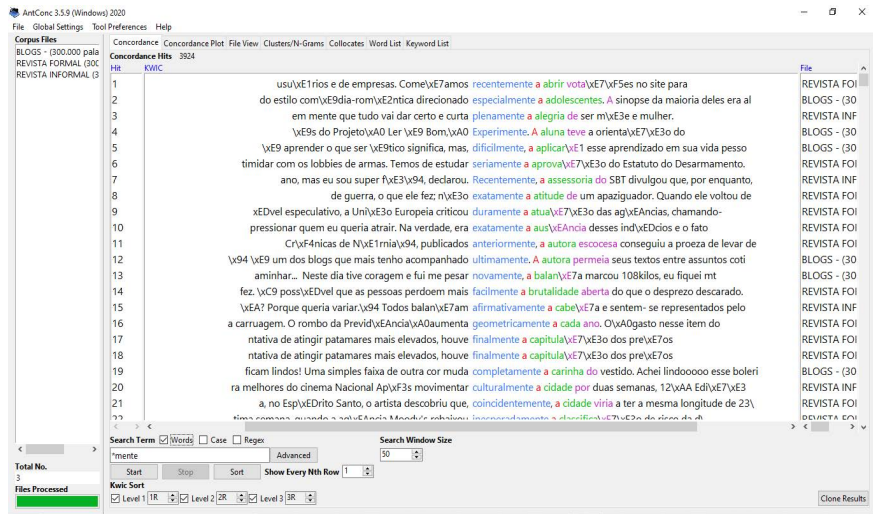 AntConc 3.5.9 (Windows) 2020
File Global Settings Tool Preferences Help
Corpus Files
BLOGS - (300.000 pala
REVISTA FORMAL (300
REVISTA INFORMAL (3
Concordance Concordance Plot File View Clusters/N-Grams Collocates Word List Keyword List
Concordance Hits 3924
Hit KWIC File
1 usu\xE1rios e de empresas. Come\xE7amos recentemente a abrir vota\xE7\xF5es no site para REVISTA FOI
2 do estilo com\xE9dia-rom\xE2ntica direcionado especialmente a adolescentes. A sinopse da maioria deles era al BLOGS - (30
3 em mente que tudo vai dar certo e curta plenamente a alegria de ser m\xE3e e mulher. REVISTA INF
4 \xE9s do Projeto\xA0 Ler \xE9 Bom,\xA0 Experimente. A aluna teve a orienta\xE7\xE3o do BLOGS - (30
5 \xE9 aprender o que ser \xE9tico significa, mas, dificilmente, a aplicar\xE1 esse aprendizado em sua vida pesso REVISTA INF
6 timidar com os lobbies de armas. Temos de estudar seriamente a aprova\xE7\xE3o do Estatuto do Desarmamento. REVISTA FOI
7 ano, mas eu sou super f\xE3\x94, declarou. Recentemente, a assessoria do SBT divulgou que, por enquanto, REVISTA INF
8 de guerra, o que ele fez; n\xE3o exatamente a atitude de um apaziguador. Quando ele voltou de REVISTA FOI
9 xEDvel especulativo, a Uni\xE3o Europeia criticou duramente a atua\xE7\xE3o das ag\xEAncias, chamando- REVISTA FOI
10 pressionar quem eu queria atrair. Na verdade, era exatamente a aus\xEAncia desses ind\xEDcios e o fato REVISTA FOI
11 Cr\xF4nicas de N\xE1rnia\x94, publicados anteriormente, a autora escocesa conseguiu a proeza de levar de REVISTA FOI
12 \x94 \xE9 um dos blogs que mais tenho acompanhado ultimamente. A autora permeia seus textos entre assuntos coti BLOGS - (30
13 aminhar... Neste dia tive coragem e fui me pesar novamente, a balan\xE7a marcou 108kilos, eu fiquei mt BLOGS - (30
14 fez. \xC9 poss\xEDvel que as pessoas perdoem mais facilmente a brutalidade aberta do que o desprezo descarado. REVISTA FOI
15 \xEA? Porque queria variar.\x94 Todos balan\xE7am afirmativamente a cabe\xE7a e sentem- se representados pelo REVISTA INF
16 a carruagem. O rombo da Previd\xEAncia\xA0aumenta geometricamente a cada ano. O\xA0gasto nesse item do REVISTA FOI
17 ntativa de atingir patamares mais elevados, houve finalmente a capitula\xE7\xE3o dos pre\xE7os REVISTA FOI
18 ntativa de atingir patamares mais elevados, houve finalmente a capitula\xE7\xE3o dos pre\xE7os REVISTA FOI
19 ficam lindos! Uma simples faixa de outra cor muda completamente a carinha do vestido. Achei lindooooo esse boleri BLOGS - (30
20 ra melhores do cinema Nacional Ap\xF3s movimentar culturalmente a cidade por duas semanas, 12\xAA Edi\xE7\xE3 REVISTA INF
21 a, no Esp\xEDrito Santo, o artista descobriu que, coincidentemente, a cidade viria a ter a mesma longitude de 23\ REVISTA FOI
Search Term Words Case Regex Search Window Size
*mente Advanced 50
Start Stop Sort Show Every Nth Row 1
Kwic Sort
Level 1 1R Level 2 2R Level 3 3R Clone Results
Total No.
3
Files Processed